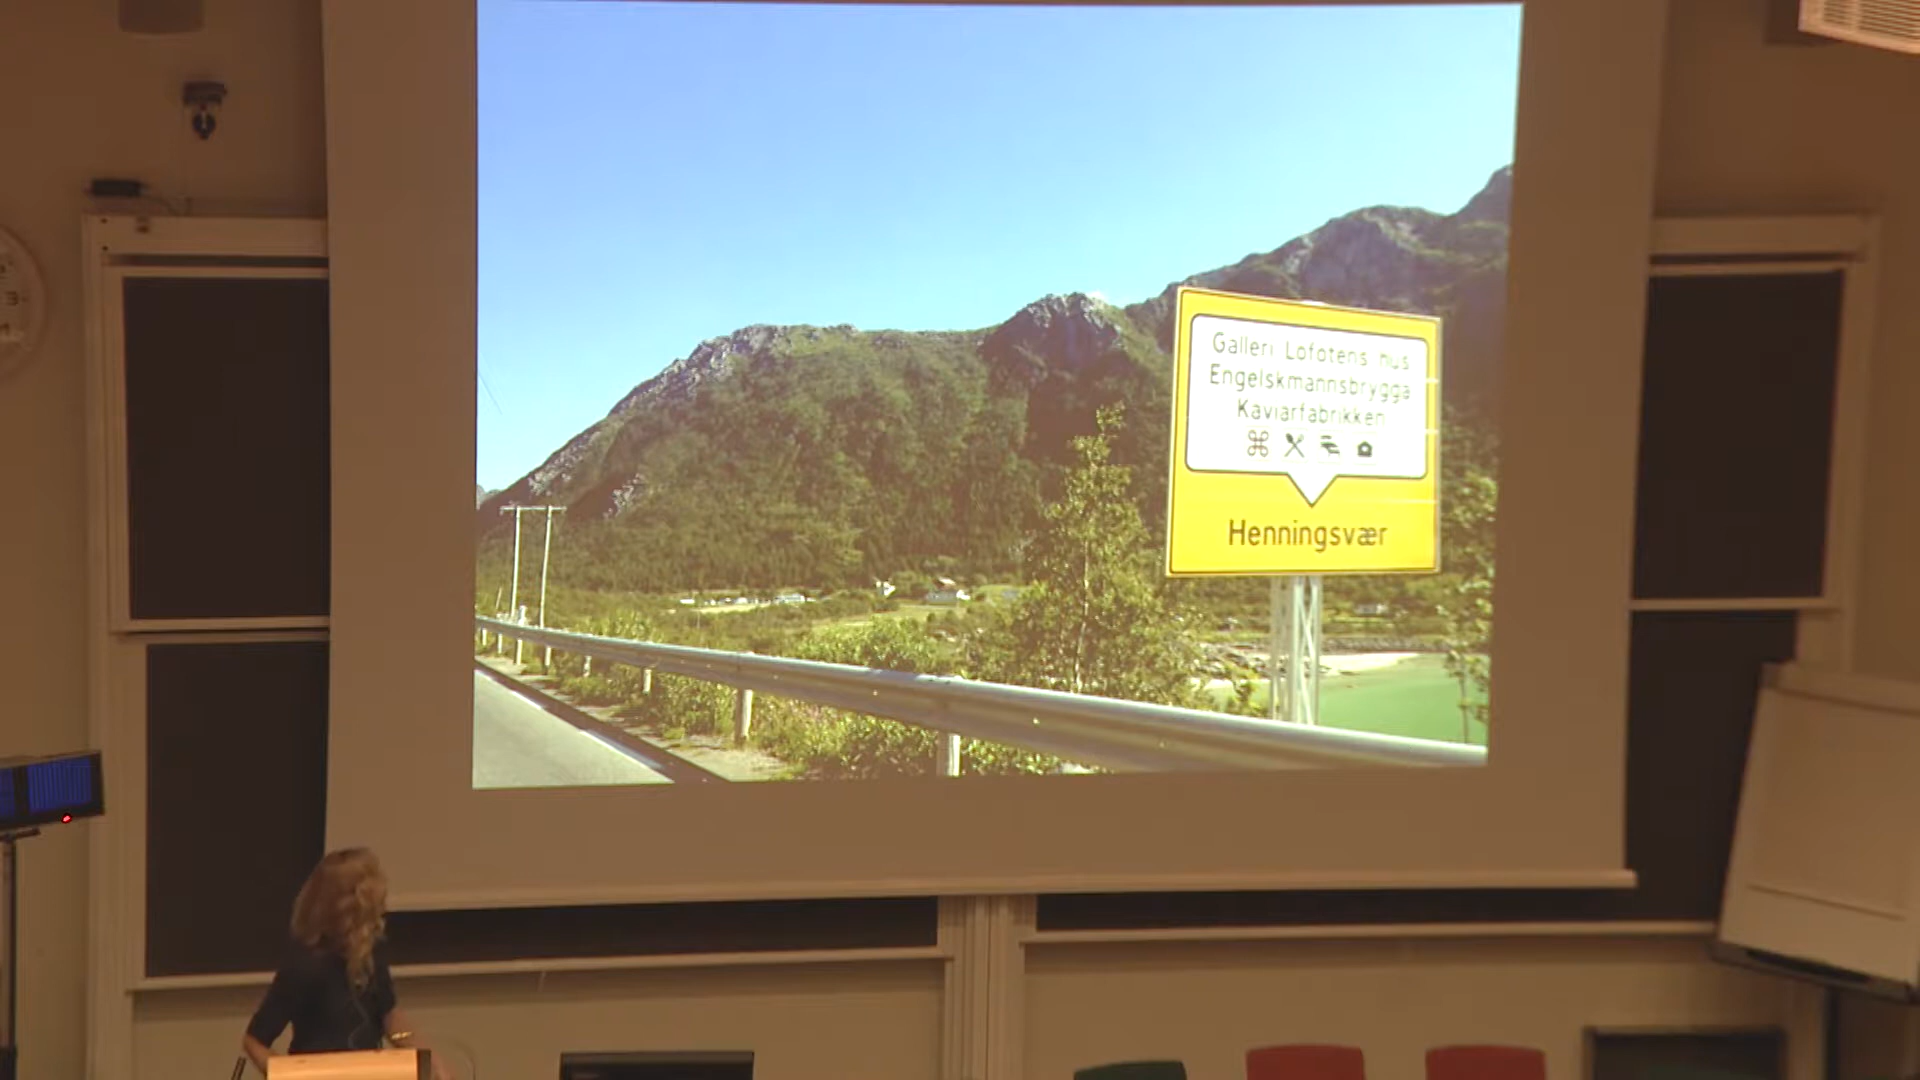 Galleri Lofotens hus
Engelskmannsbrygga
Kaviarfabrikken
Henningsvær